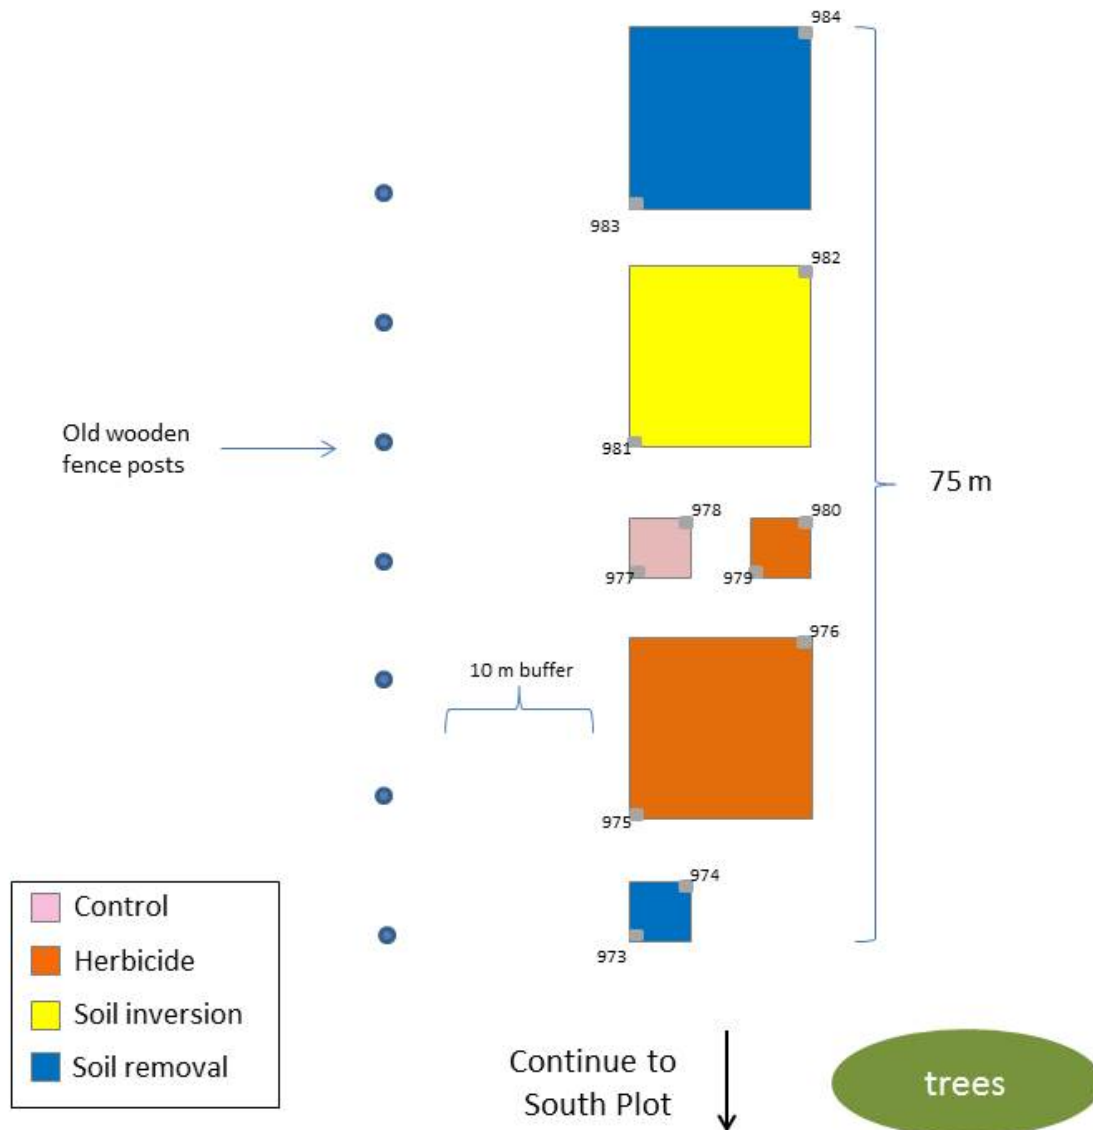 984
983
982
Old wooden
fence posts
981
75 m
978
980
977
979
976
10 m buffer
975
974
973
Control
Herbicide
Soil inversion
Soil removal
Continue to
South Plot
trees